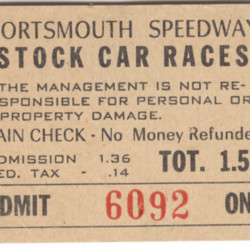 ORTSMOUTH SPEEDWAY
STOCK CAR RACES
THE MANAGEMENT IS NOT RE-
SPONSIBLE FOR PERSONAL OR
PROPERTY DAMAGE.
AIN CHECK - No Money Refunde
DMISSION 1.36
ED. TAX - .14
TOT. 1.5
DMIT 6092 ON